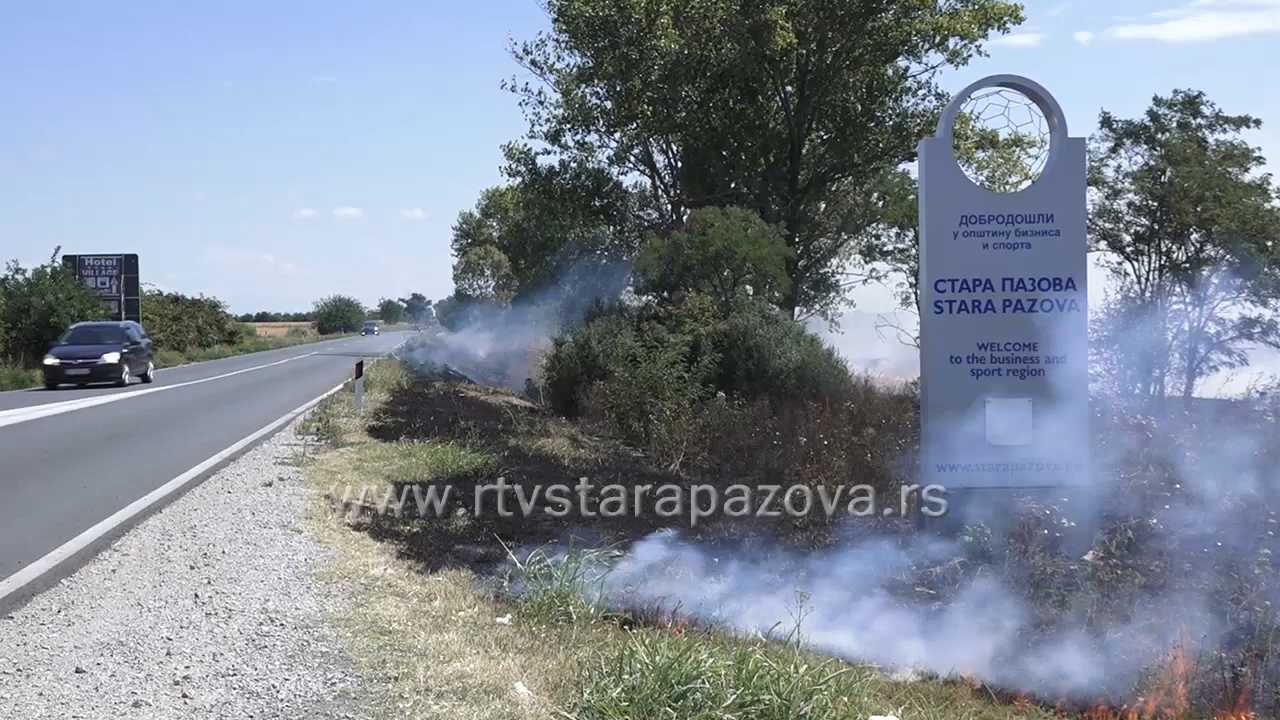 Hotel
VILLAGE
ДОБРОДОШЛИ
у општину бизниса
и спорта
СТАРА ПАЗОВА
STARA PAZOVA
WELCOME
to the business and
sport region
www.starapazova.eu
www.rtvstarapazova.rs